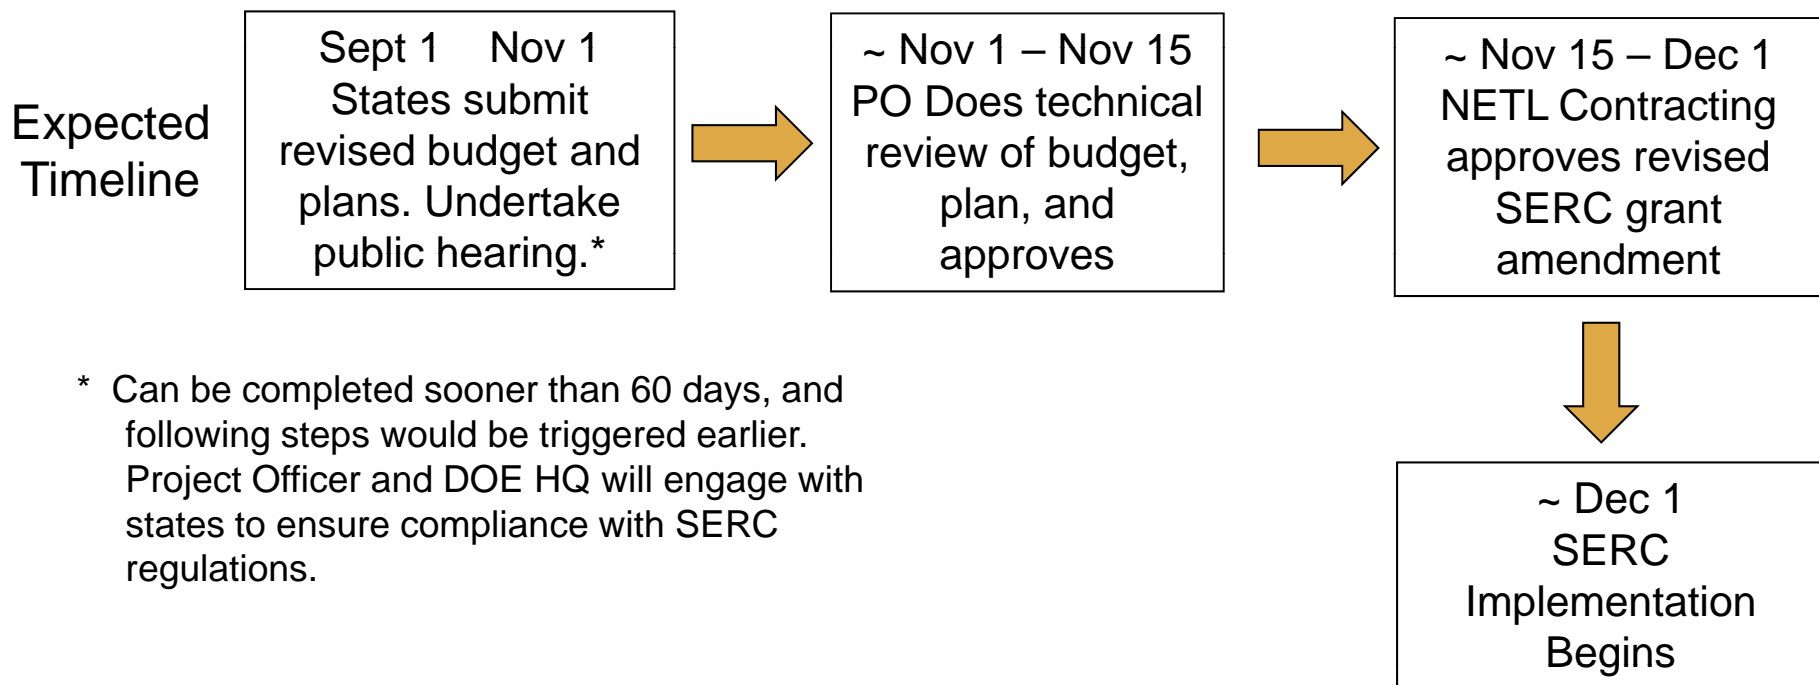 Expected
Timeline
Sept 1    Nov 1
States submit
revised budget and
plans. Undertake
public hearing.*
~ Nov 1 – Nov 15
PO Does technical
review of budget,
plan, and
approves
~ Nov 15 – Dec 1
NETL Contracting
approves revised
SERC grant
amendment
* Can be completed sooner than 60 days, and
following steps would be triggered earlier.
Project Officer and DOE HQ will engage with
states to ensure compliance with SERC
regulations.
~ Dec 1
SERC
Implementation
Begins